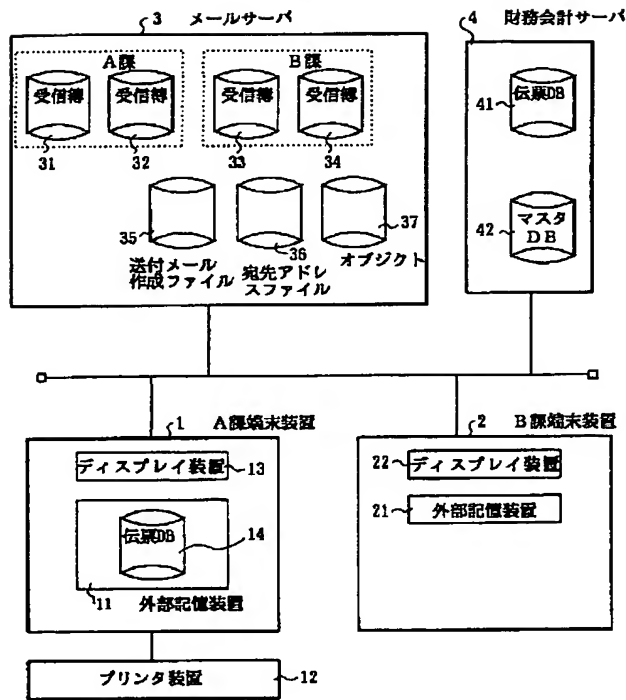 3 メールサーバ
4 財務会計サーバ
A課
B課
受信簿
受信簿
受信簿
受信簿
31
32
33
34
伝票DB
41
マスタ
DB
42
35
36
37
送付メール
作成ファイル
宛先アドレ
スファイル
オブジェクト
1 A課端末装置
2 B課端末装置
ディスプレイ装置
13
22
ディスプレイ装置
21
外部記憶装置
伝票DB
14
11
外部記憶装置
プリンタ装置
12